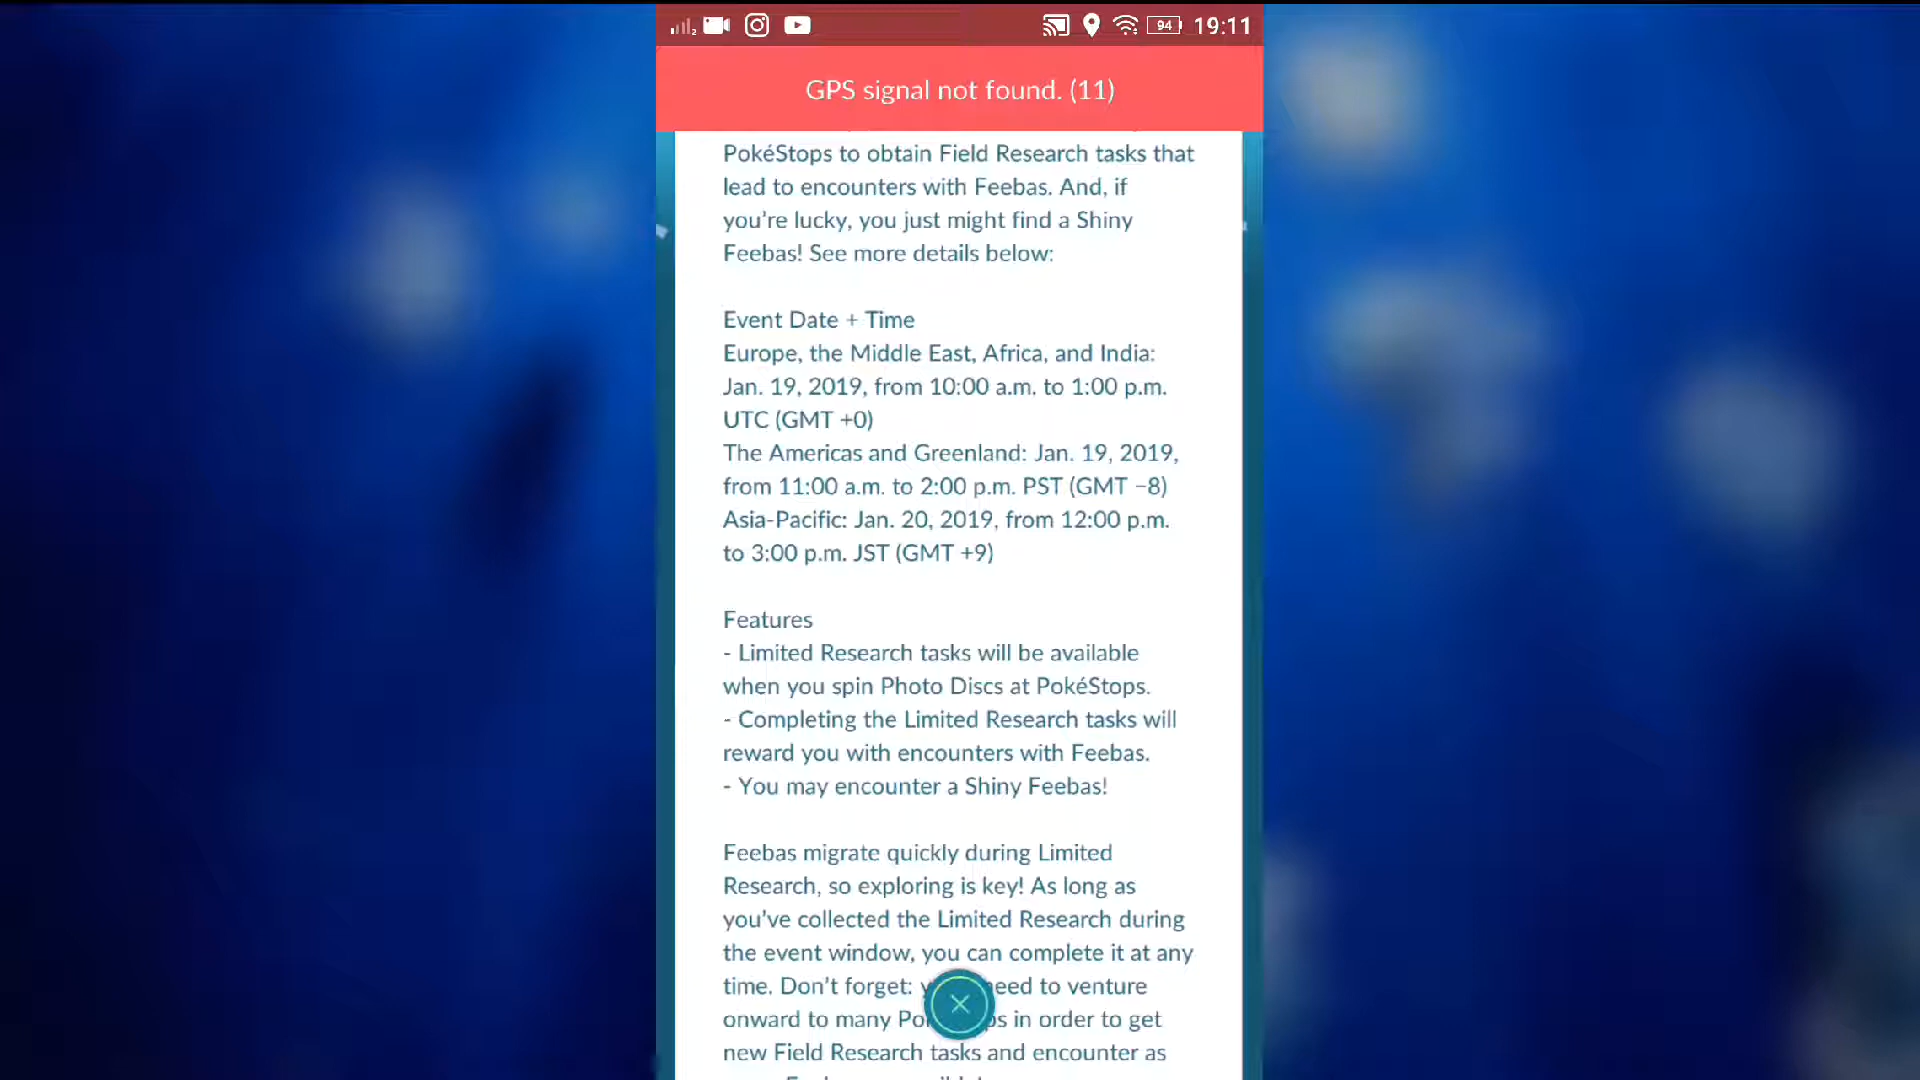 94 19:11
GPS signal not found. (11)
PokéStops to obtain Field Research tasks that
lead to encounters with Feebas. And, if
you're lucky, you just might find a Shiny
Feebas! See more details below:
Event Date + Time
Europe, the Middle East, Africa, and India:
Jan. 19, 2019, from 10:00 a.m. to 1:00 p.m.
UTC (GMT +0)
The Americas and Greenland: Jan. 19, 2019,
from 11:00 a.m. to 2:00 p.m. PST (GMT −8)
Asia-Pacific: Jan. 20, 2019, from 12:00 p.m.
to 3:00 p.m. JST (GMT +9)
Features
- Limited Research tasks will be available
when you spin Photo Discs at PokéStops.
- Completing the Limited Research tasks will
reward you with encounters with Feebas.
- You may encounter a Shiny Feebas!
Feebas migrate quickly during Limited
Research, so exploring is key! As long as
you've collected the Limited Research during
the event window, you can complete it at any
time. Don't forget: need to venture
onward to many in order to get
new Field Research tasks and encounter as